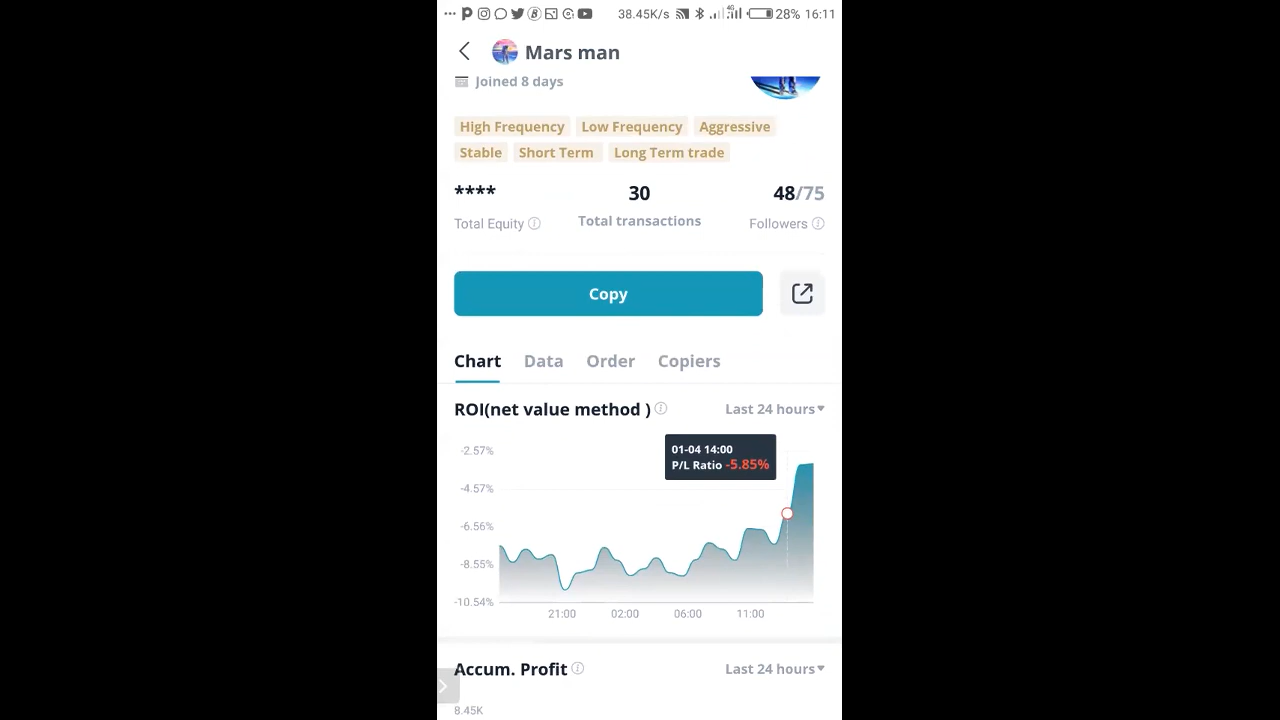 38.45K/s 4G 28% 16:11
Mars man
Joined 8 days
High Frequency Low Frequency Aggressive
Stable Short Term Long Term trade
**** 30 48/75
Total Equity Total transactions Followers
Copy
Chart Data Order Copiers
ROI(net value method ) Last 24 hours
01-04 14:00
P/L Ratio -5.85%
-2.57%
-4.57%
-6.56%
-8.55%
-10.54%
21:00 02:00 06:00 11:00
Accum. Profit Last 24 hours
8.45K